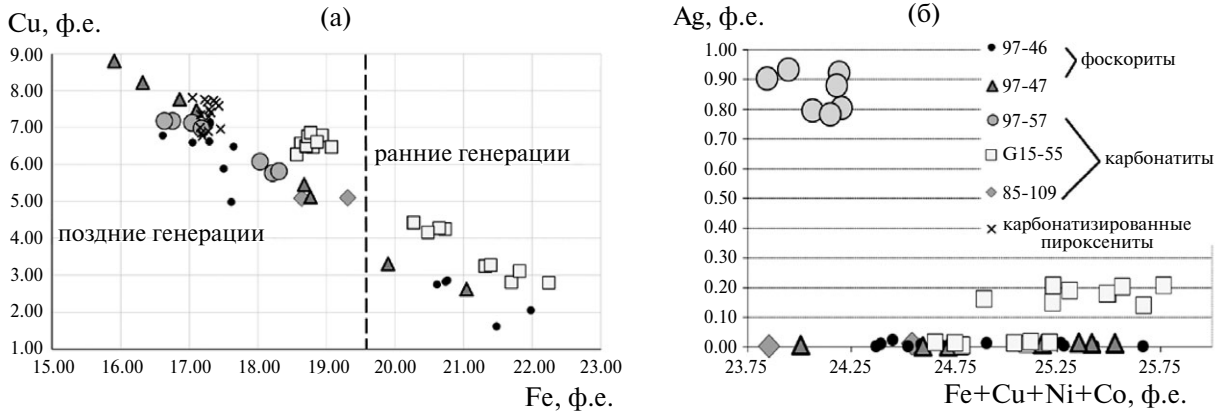 Cu, ф.е.
(а)
9.00
8.00
7.00
6.00
5.00
4.00
3.00
2.00
1.00
ранние генерации
поздние генерации
15.00 16.00 17.00 18.00 19.00 20.00 21.00 22.00 23.00
Fe, ф.е.
Ag, ф.е.
(б)
1.00
0.90
0.80
0.70
0.60
0.50
0.40
0.30
0.20
0.10
0.00
97-46
97-47
фоскориты
97-57
G15-55
85-109
карбонатиты
карбонатизированные
пироксениты
23.75 24.25 24.75 25.25 25.75
Fe+Cu+Ni+Co, ф.е.